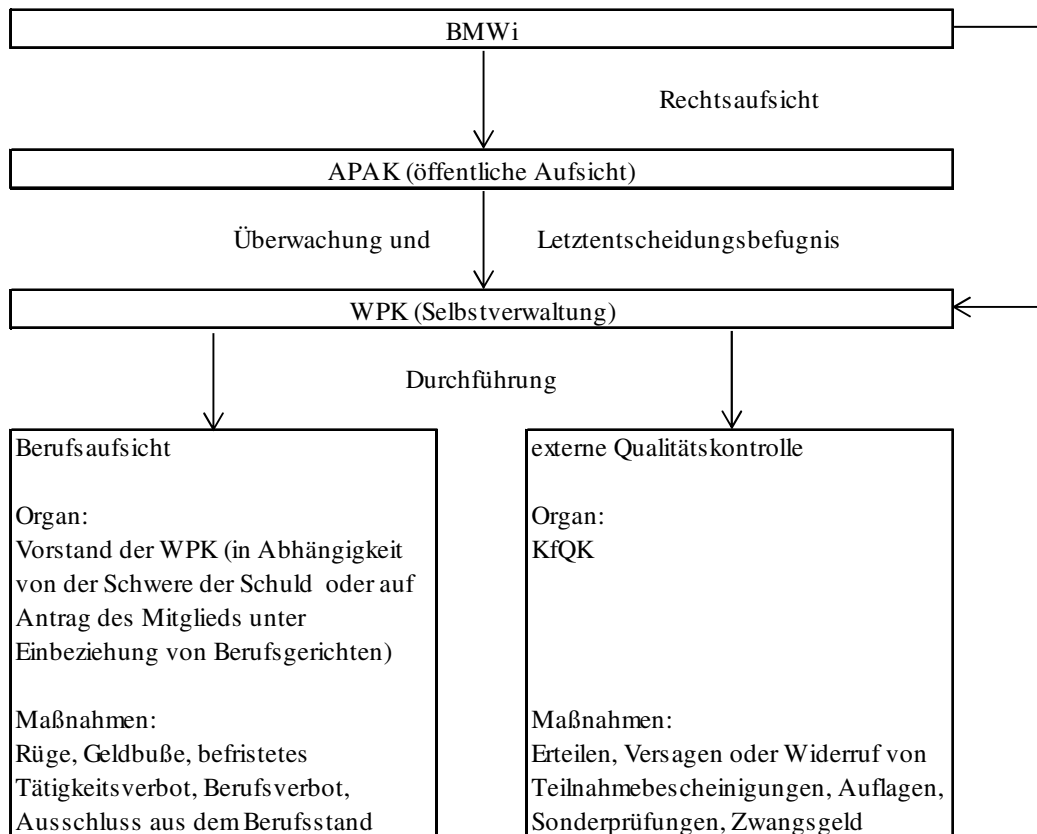 BMWi
Rechtsaufsicht
APAK (öffentliche Aufsicht)
Überwachung und
Letztentscheidungsbefugnis
WPK (Selbstverwaltung)
Durchführung
Berufsaufsicht
Organ:
Vorstand der WPK (in Abhängigkeit
von der Schwere der Schuld oder auf
Antrag des Mitglieds unter
Einbeziehung von Berufsgerichten)
Maßnahmen:
Rüge, Geldbuße, befristetes
Tätigkeitsverbot, Berufsverbot,
Ausschluss aus dem Berufsstand
externe Qualitätskontrolle
Organ:
KfQK
Maßnahmen:
Erteilen, Versagen oder Widerruf von
Teilnahmebescheinigungen, Auflagen,
Sonderprüfungen, Zwangsgeld